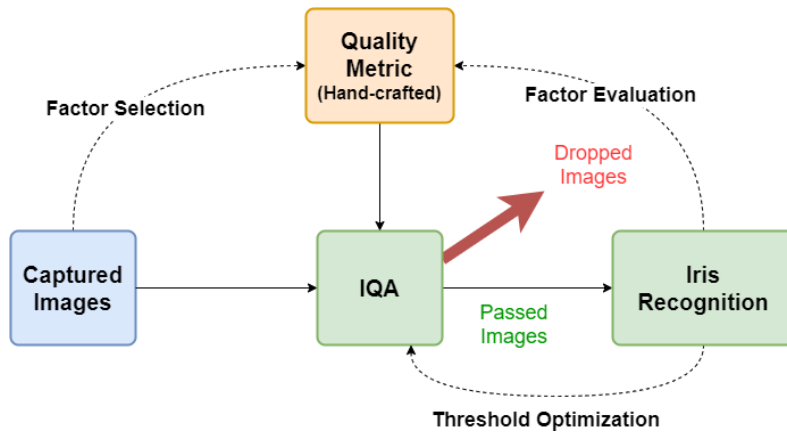 Quality
Metric
(Hand-crafted)
Factor Selection
Factor Evaluation
Dropped
Images
Captured
Images
IQA
Iris
Recognition
Passed
Images
Threshold Optimization